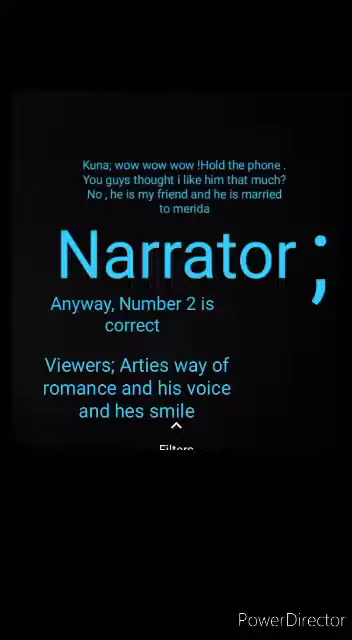 Kuna; wow wow wow !Hold the phone .
You guys thought i like him that much?
No , he is my friend and he is married
to merida
Narrator ;
Anyway, Number 2 is
correct
Viewers; Arties way of
romance and his voice
and hes smile
Filters
PowerDirector